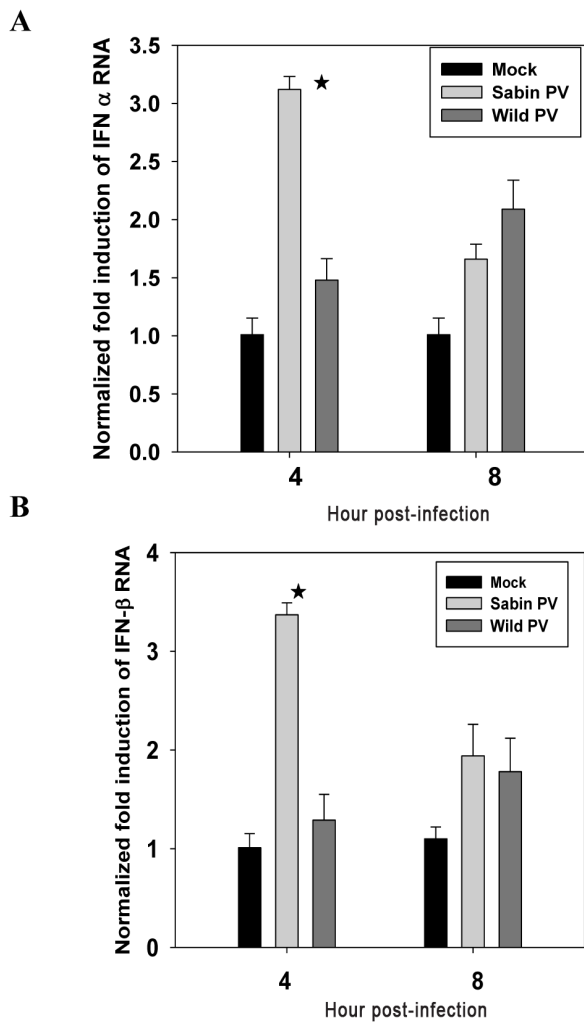 A
Normalized fold induction of IFN α RNA
3.5
3.0
2.5
2.0
1.5
1.0
0.5
0.0
Mock
Sabin PV
Wild PV
★
4
8
Hour post-infection
B
Normalized fold induction of IFN-β RNA
4
3
2
1
0
Mock
Sabin PV
Wild PV
★
4
8
Hour post-infection